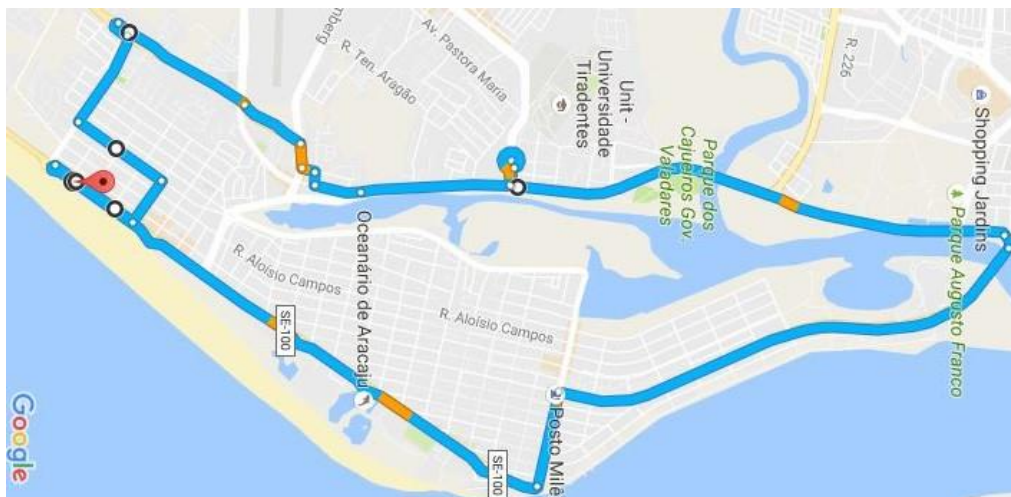 mberg
R. Ten. Aragão
Av. Pastora Maria
Unit -
Universidade
Tiradentes
Parque dos
Cajueiros Gov.
Valadares
R. 226
Shopping Jardins
Parque Augusto Franco
R. Aloísio Campos
Oceanário de Aracaju
R. Aloísio Campos
SE-100
Posto Milê
SE-100
Google